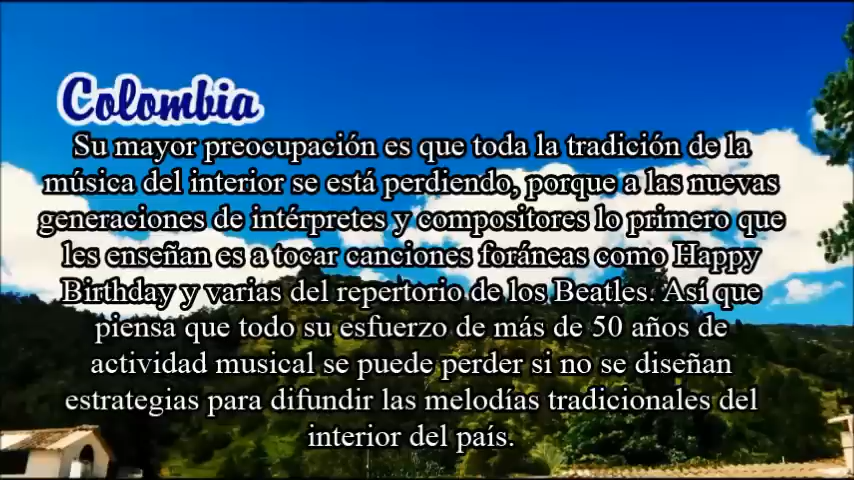 Colombia
Su mayor preocupación es que toda la tradición de la
música del interior se está perdiendo, porque a las nuevas
generaciones de intérpretes y compositores lo primero que
les enseñan es a tocar canciones foráneas como Happy
Birthday y varias del repertorio de los Beatles. Así que
piensa que todo su esfuerzo de más de 50 años de
actividad musical se puede perder si no se diseñan
estrategias para difundir las melodías tradicionales del
interior del país.